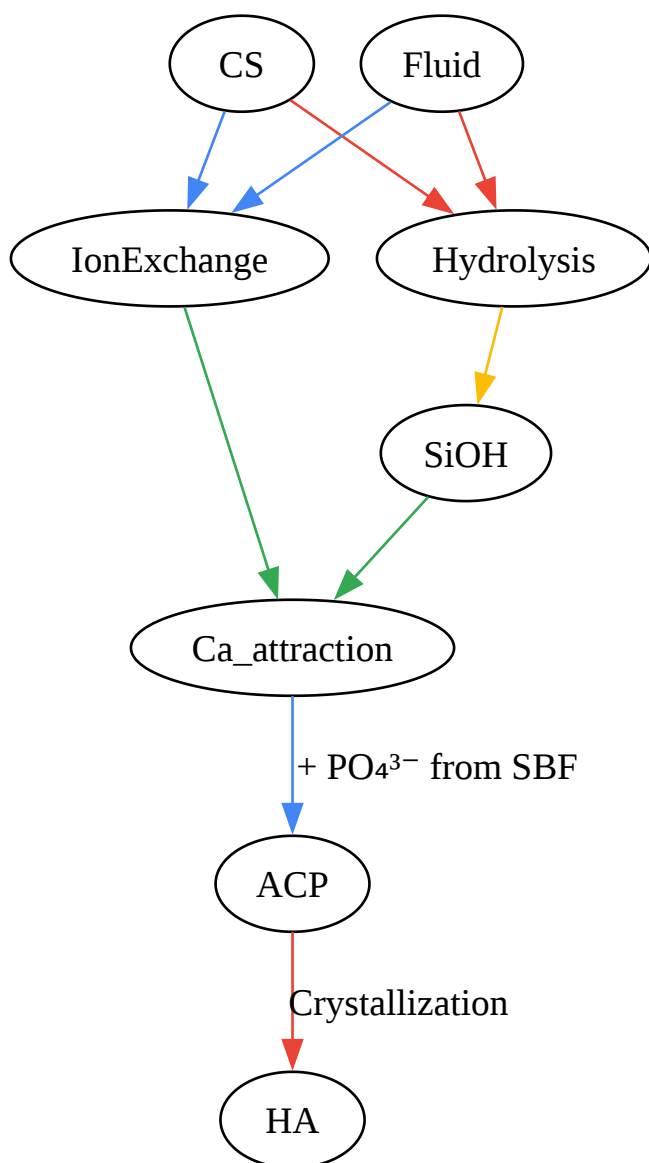 CS
Fluid
IonExchange
Hydrolysis
SiOH
Ca_attraction
+ PO₄³⁻ from SBF
ACP
Crystallization
HA